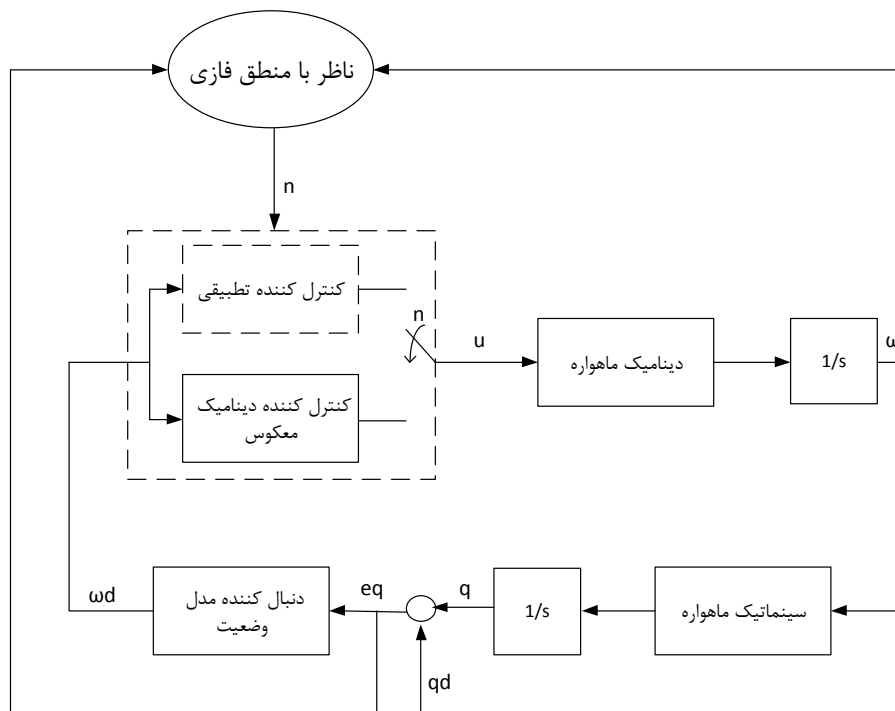 ناظر با منطق فازی
n
کنترل کننده تطبیقی
n
u
دینامیک ماهواره
1/s
ω
کنترل کننده دینامیک
معکوس
ωd
دنبال کننده مدل
وضعیت
eq
q
1/s
سینماتیک ماهواره
qd